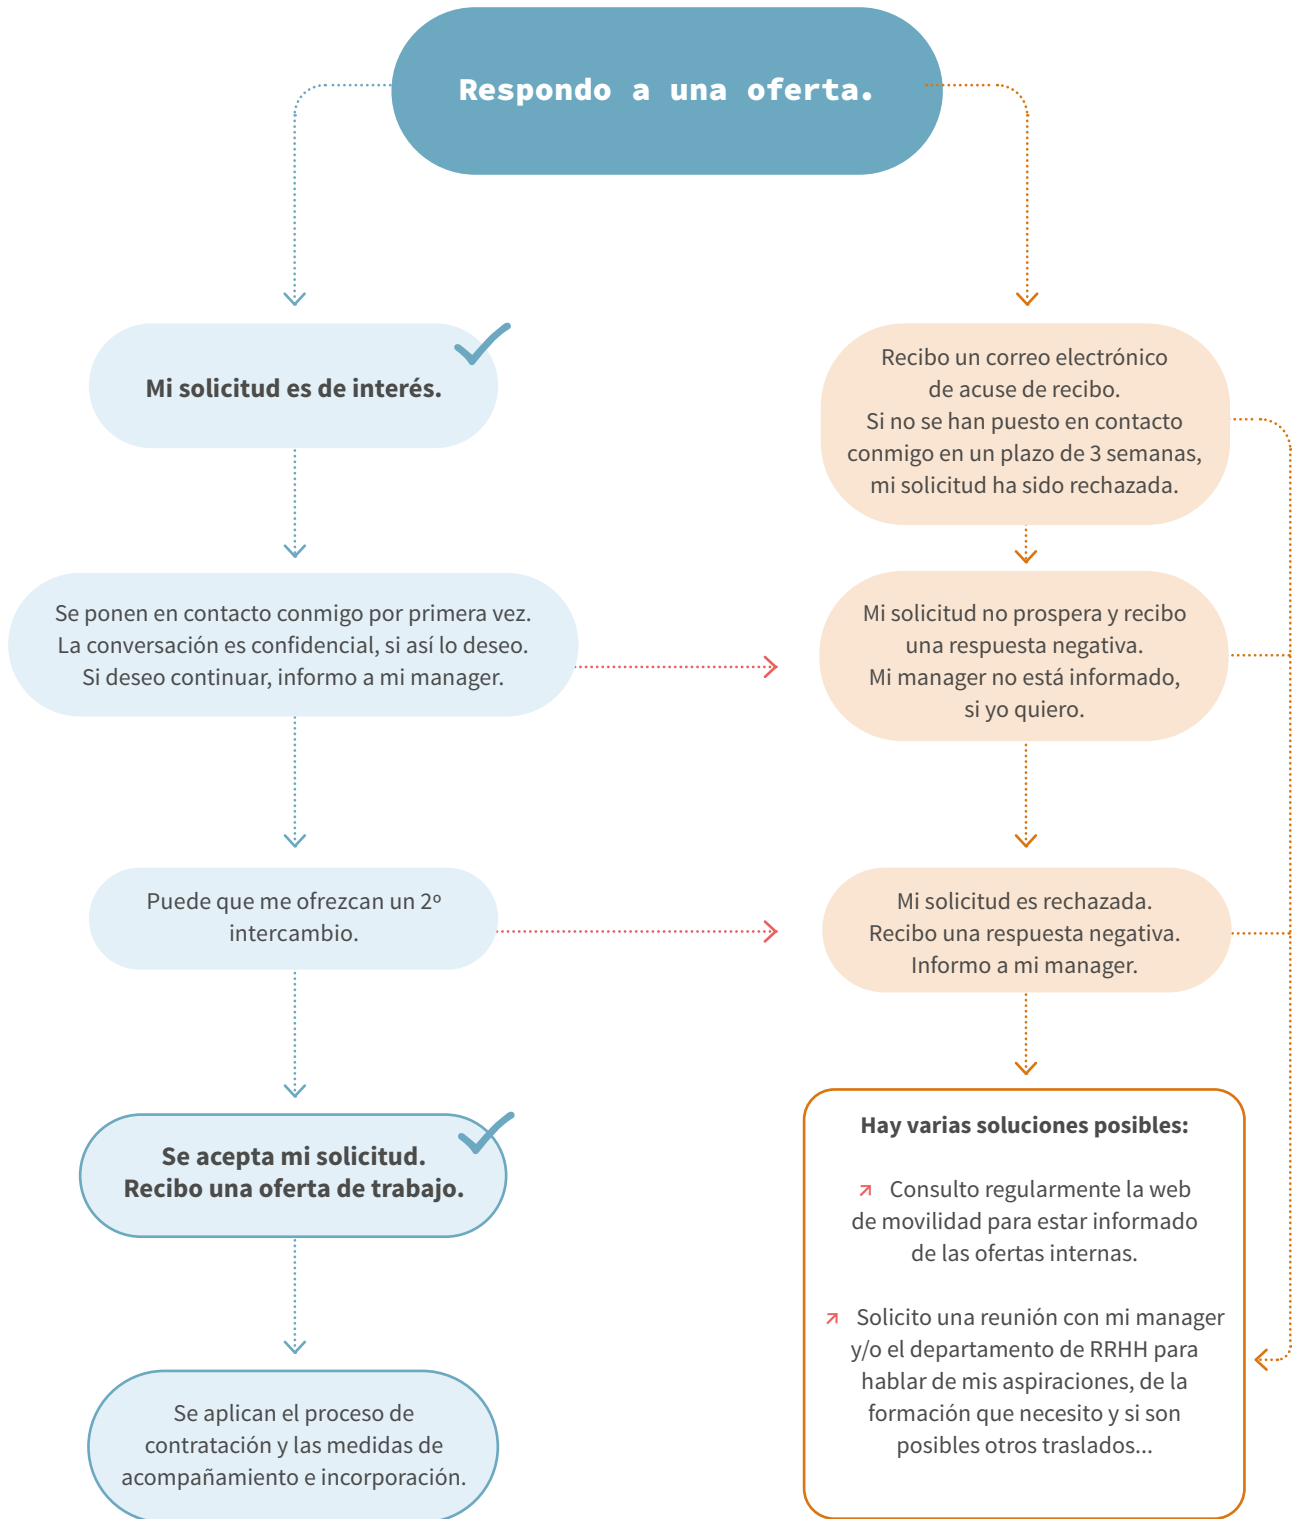 Respondo a una oferta.
Mi solicitud es de interés.
Se ponen en contacto conmigo por primera vez.
La conversación es confidencial, si así lo deseo.
Si deseo continuar, informo a mi manager.
Puede que me ofrezcan un 2º
intercambio.
Se acepta mi solicitud.
Recibo una oferta de trabajo.
Se aplican el proceso de
contratación y las medidas de
acompañamiento e incorporación.
Recibo un correo electrónico
de acuse de recibo.
Si no se han puesto en contacto
conmigo en un plazo de 3 semanas,
mi solicitud ha sido rechazada.
Mi solicitud no prospera y recibo
una respuesta negativa.
Mi manager no está informado,
si yo quiero.
Mi solicitud es rechazada.
Recibo una respuesta negativa.
Informo a mi manager.
Hay varias soluciones posibles:
Consulto regularmente la web
de movilidad para estar informado
de las ofertas internas.
Solicito una reunión con mi manager
y/o el departamento de RRHH para
hablar de mis aspiraciones, de la
formación que necesito y si son
posibles otros traslados...